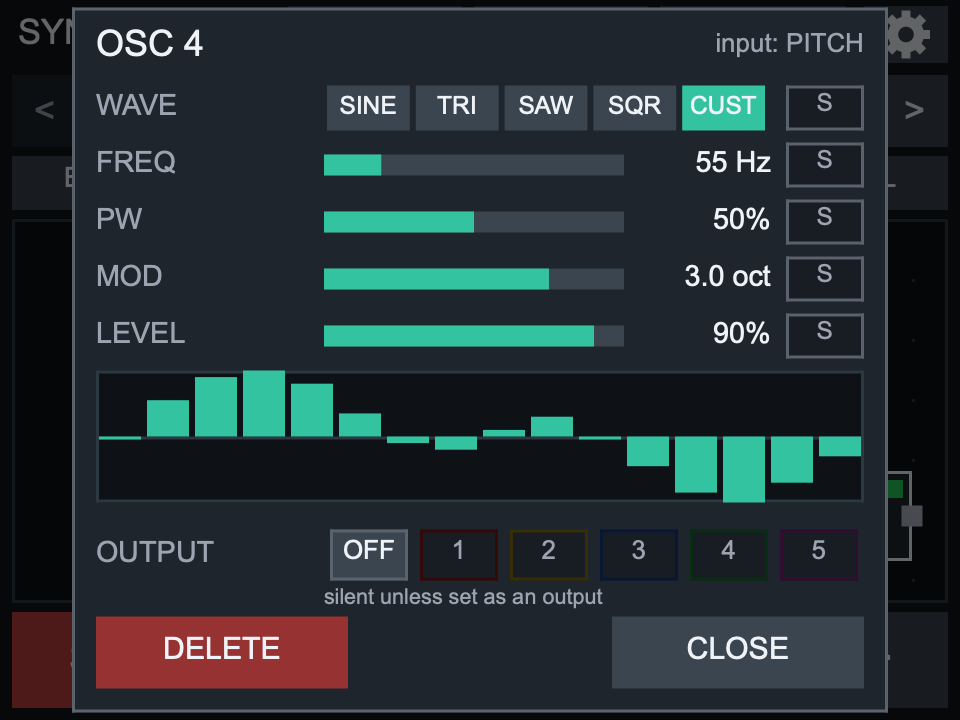 OSC 4 input: PITCH
WAVE SINE TRI SAW SQR CUST S
< >
FREQ 55 Hz S
PW 50% S
MOD 3.0 oct S
LEVEL 90% S
OUTPUT OFF 1 2 3 4 5
silent unless set as an output
DELETE CLOSE